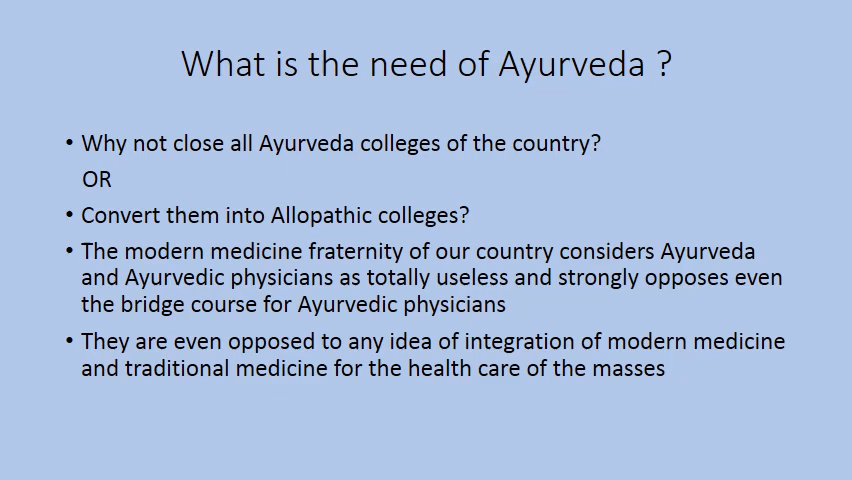 What is the need of Ayurveda ?
• Why not close all Ayurveda colleges of the country?
OR
• Convert them into Allopathic colleges?
• The modern medicine fraternity of our country considers Ayurveda
and Ayurvedic physicians as totally useless and strongly opposes even
the bridge course for Ayurvedic physicians
• They are even opposed to any idea of integration of modern medicine
and traditional medicine for the health care of the masses